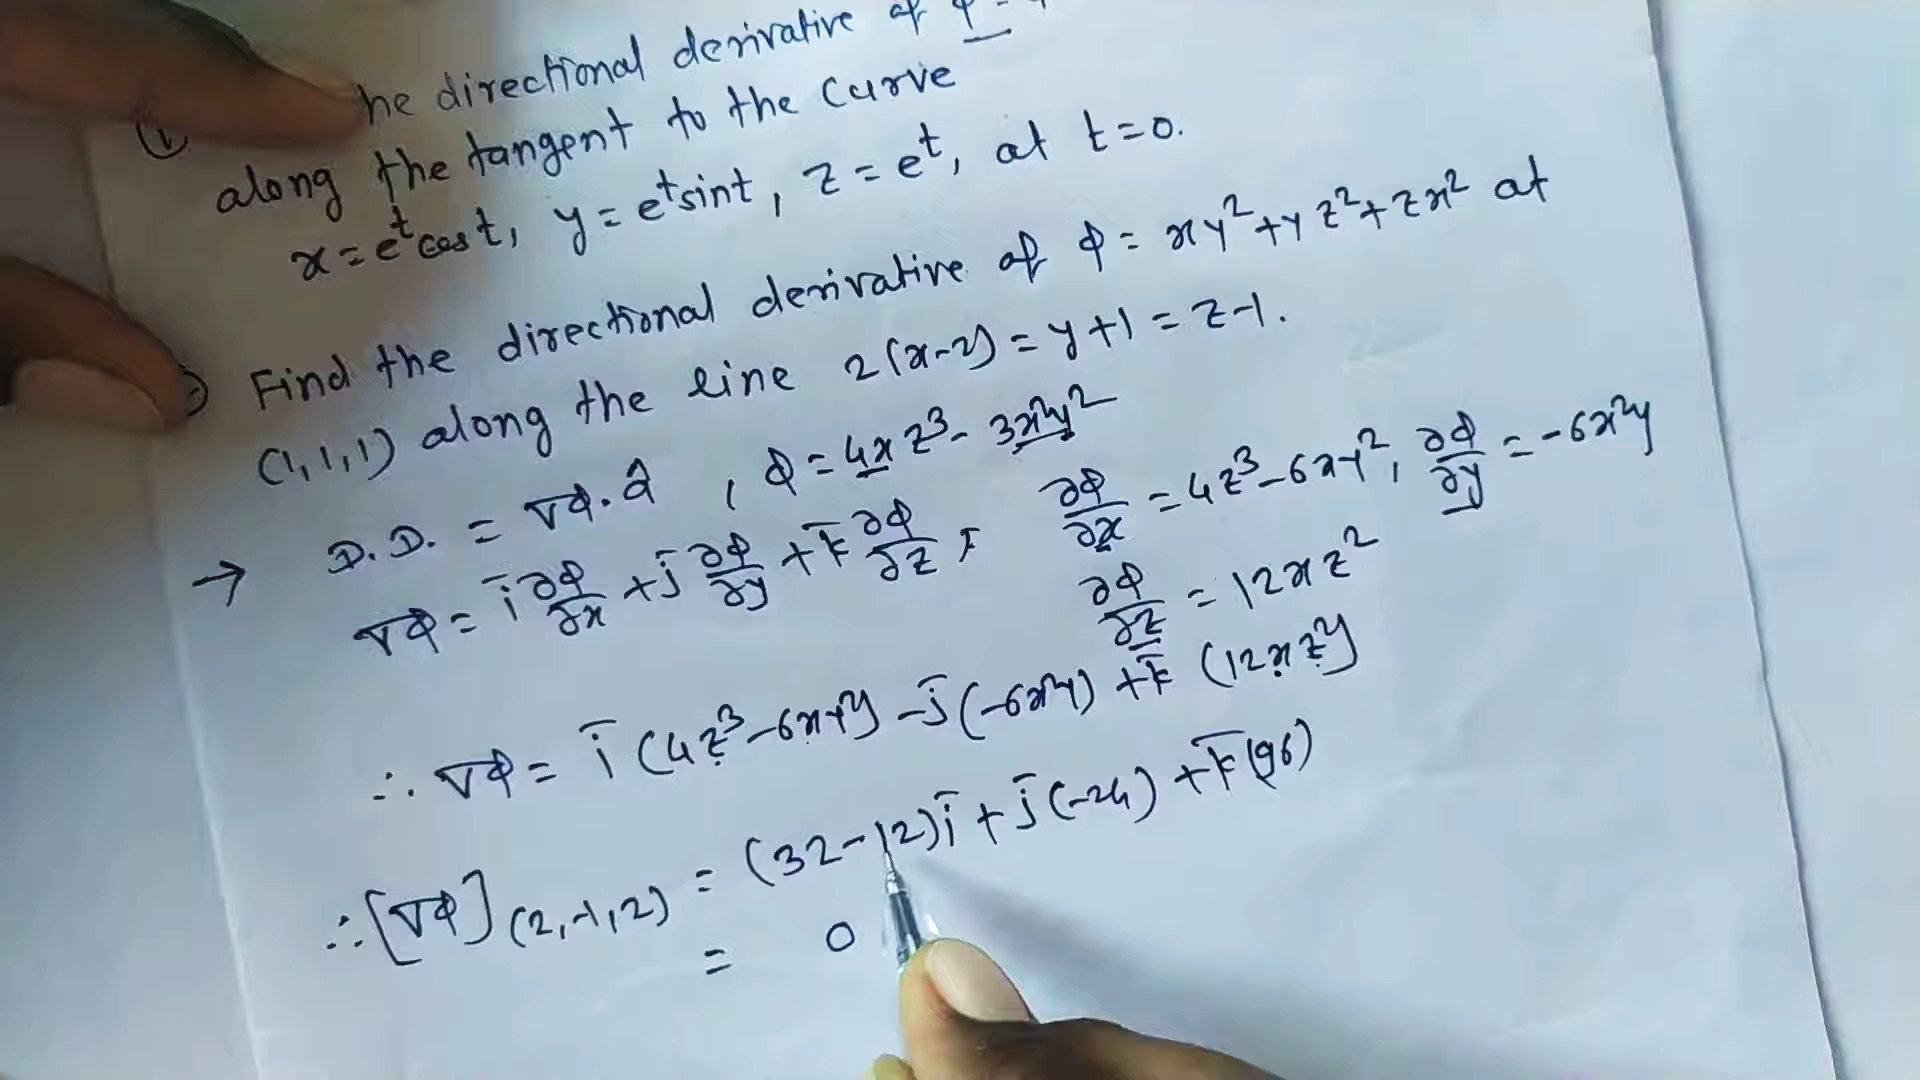 ① he directional derivative of φ =
along the tangent to the curve
x = e^t cost, y = e^t sint, z = e^t, at t=0.
Find the directional derivative of φ = xy²+yz²+zx² at
(1,1,1) along the line 2(x-2) = y+1 = z-1.
→ D.D. = ∇φ.â , φ = 4xz³ - 3x²y²
∇φ = i̅ ∂φ/∂x + j̅ ∂φ/∂y + k̅ ∂φ/∂z , ∂φ/∂x = 4z³-6xy², ∂φ/∂y = -6x²y
∂φ/∂z = 12xz²
∴ ∇φ = i̅ (4z³-6xy²) - j̅ (-6x²y) + k̅ (12xz²)
∴ [∇φ](2,-1,2) = (32-12)i̅ + j̅(-24) + k̅(96)
= 0